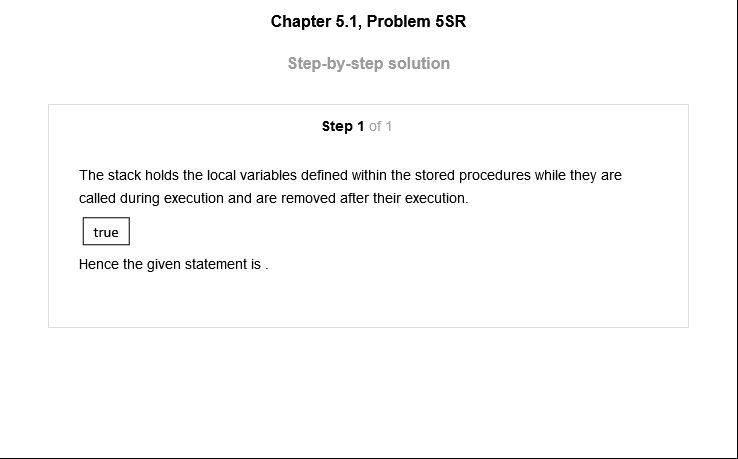 Chapter 5.1, Problem 5SR
Step-by-step solution
Step 1 of 1
The stack holds the local variables defined within the stored procedures while they are
called during execution and are removed after their execution.
true
Hence the given statement is .